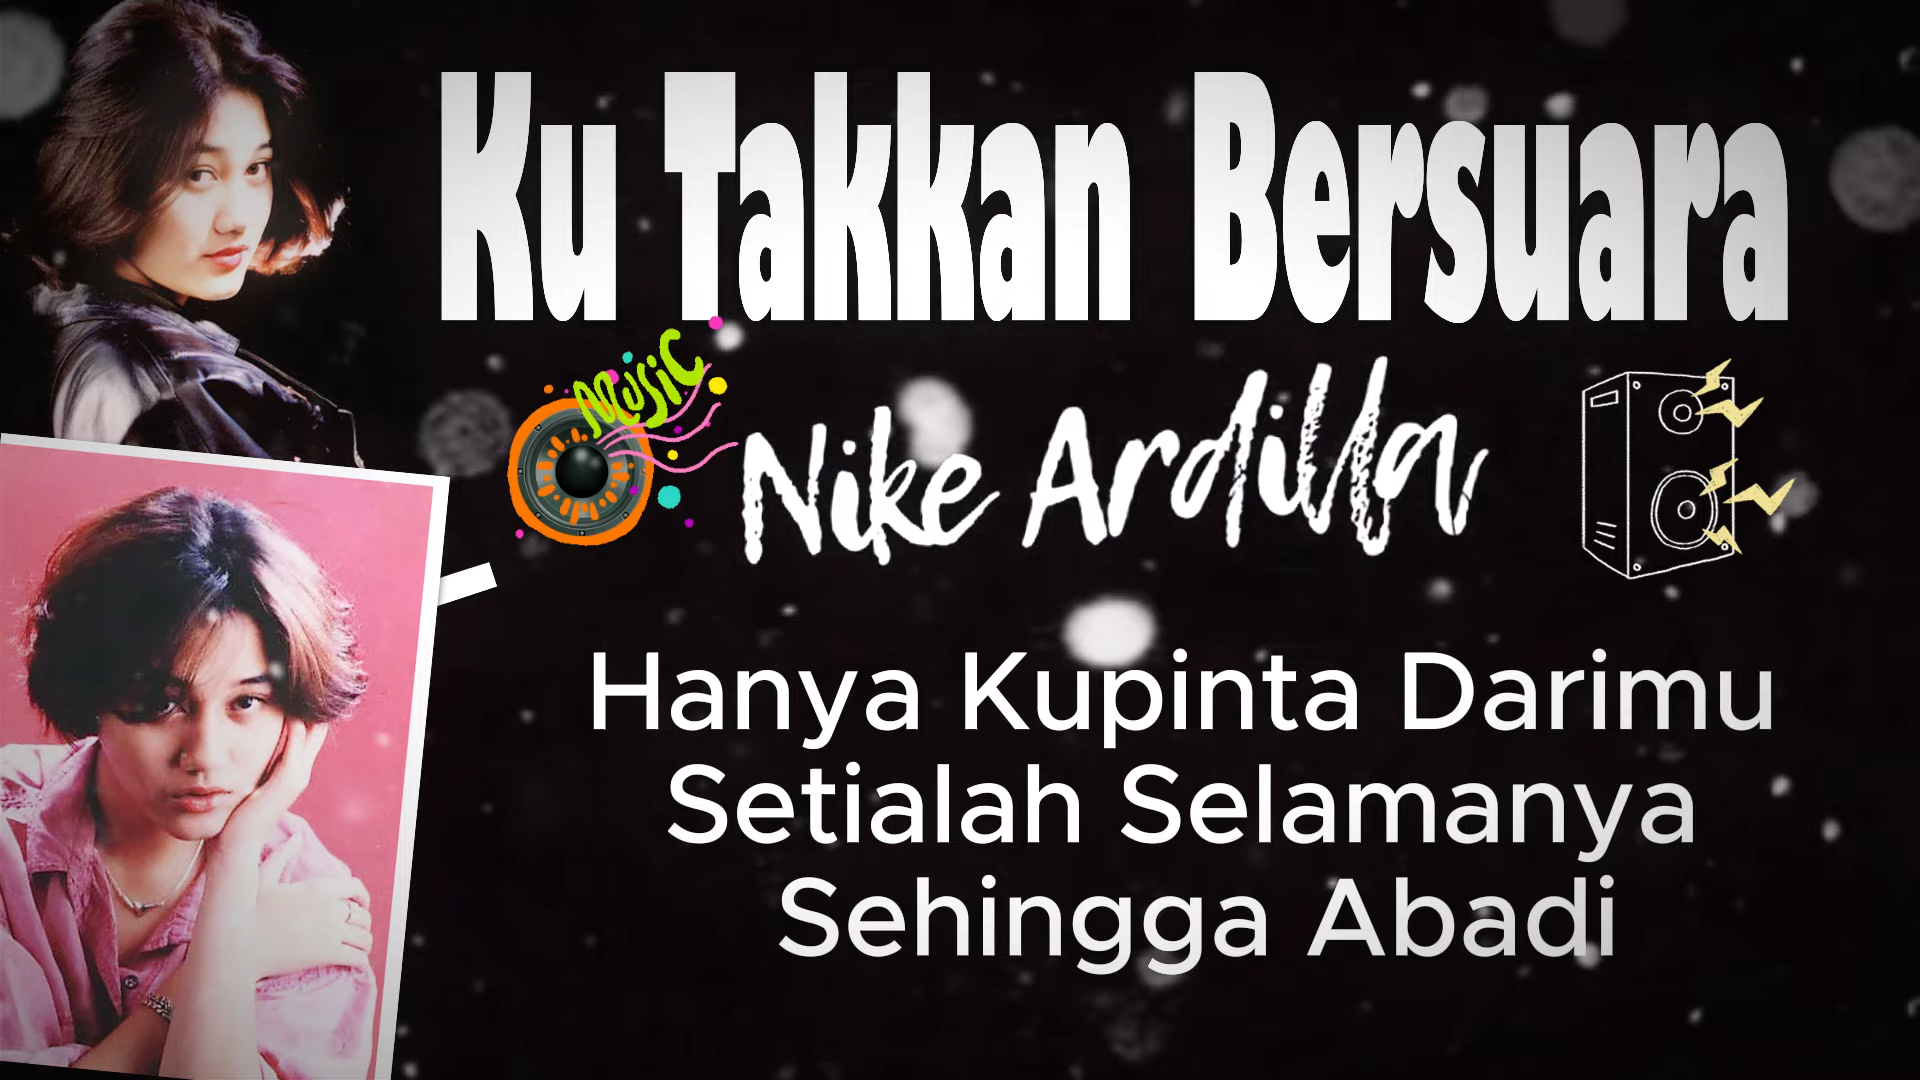 Ku Takkan Bersuara
Music
Nike Ardilla
Hanya Kupinta Darimu
Setialah Selamanya
Sehingga Abadi